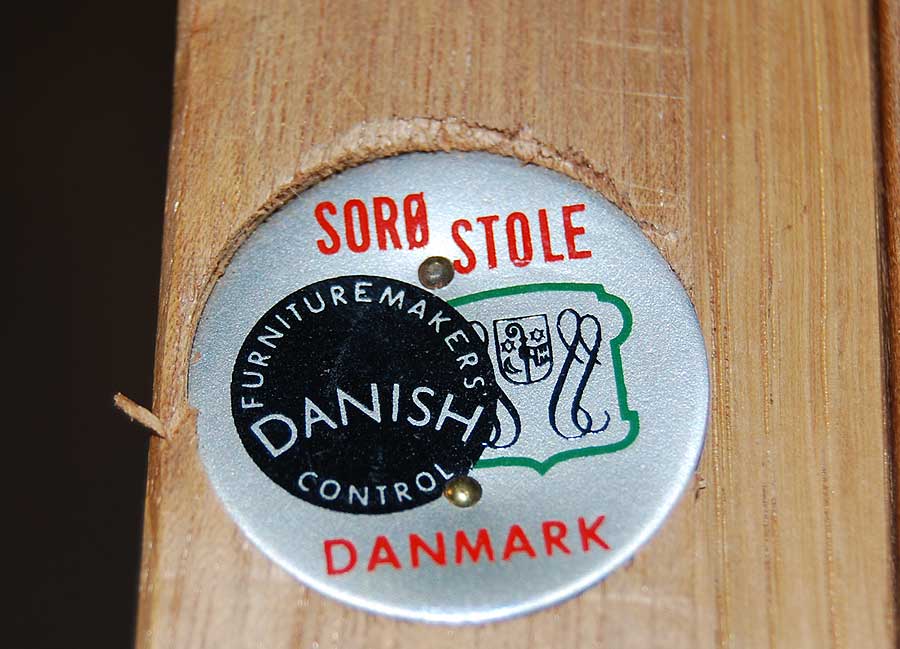 SORØ STOLE
FURNITUREMAKERS
DANISH
CONTROL
DANMARK